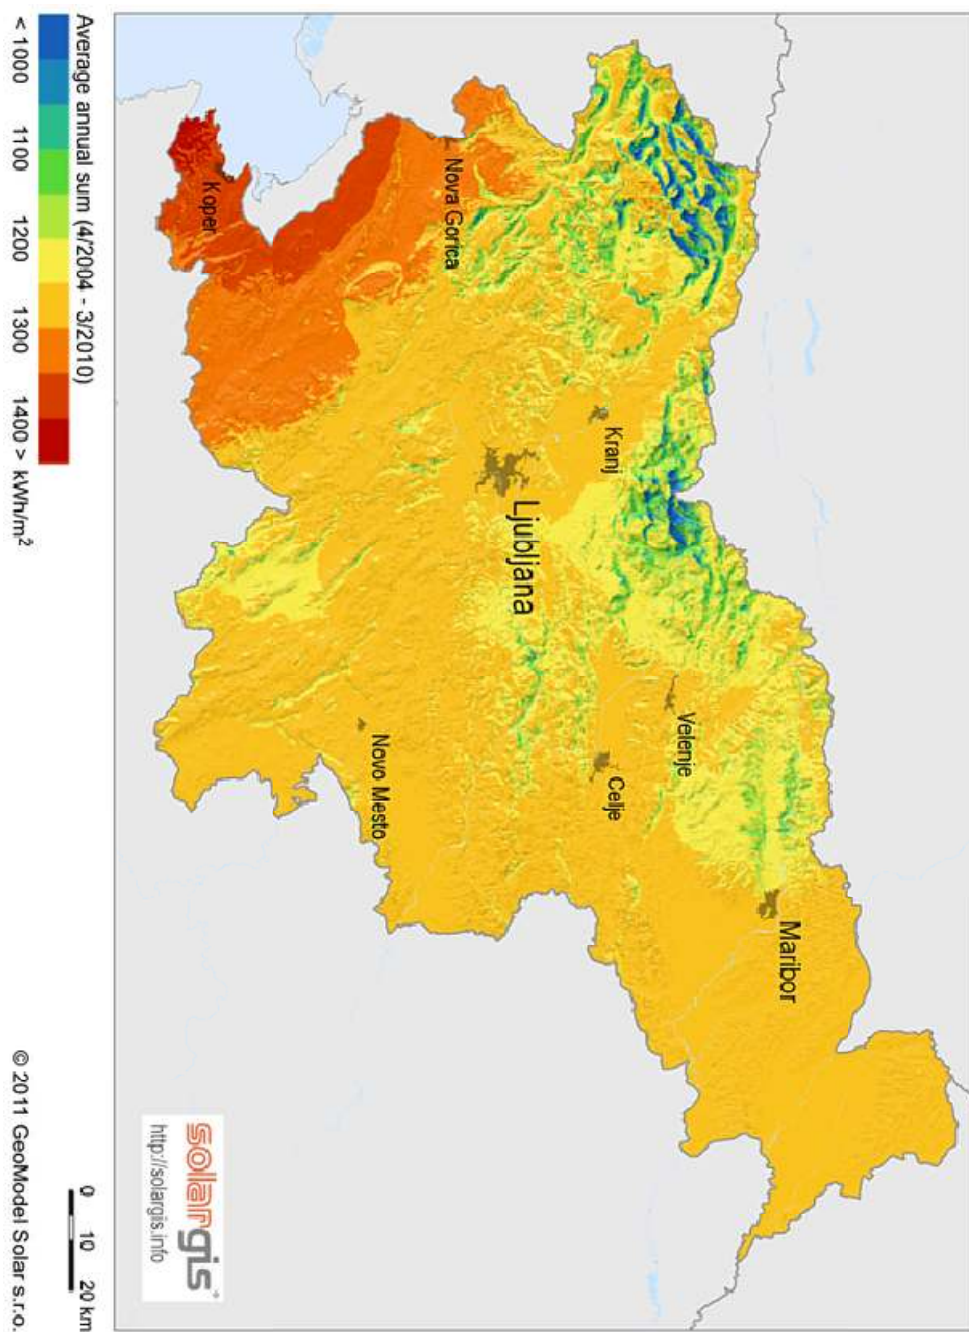 Kranj
Velenje
Maribor
Nova Gorica
Ljubljana
Celje
Koper
Novo Mesto
solargis
http://solargis.info
Average annual sum (4/2004 - 3/2010)
0 10 20 km
< 1000 1100 1200 1300 1400 > kWh/m²
© 2011 GeoModel Solar s.r.o.